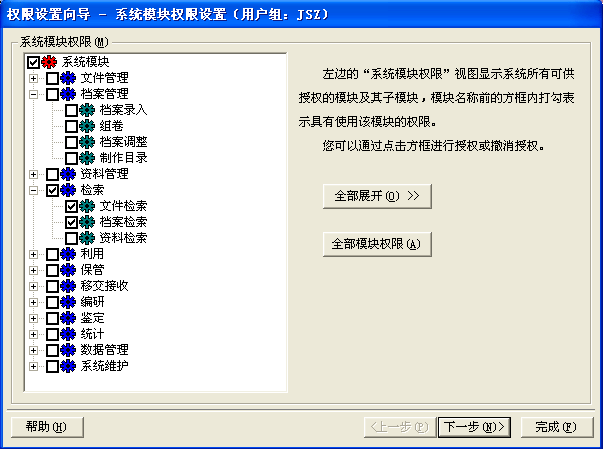 权限设置向导 - 系统模块权限设置（用户组：JSZ）
系统模块权限(M)
系统模块
文件管理
档案管理
档案录入
组卷
档案调整
制作目录
资料管理
检索
文件检索
档案检索
资料检索
利用
保管
移交接收
编研
鉴定
统计
数据管理
系统维护
左边的“系统模块权限”视图显示系统所有可供
授权的模块及其子模块，模块名称前的方框内打勾表
示具有使用该模块的权限。
您可以通过点击方框进行授权或撤消授权。
全部展开(O) >>
全部模块权限(A)
帮助(H)
<上一步(P)
下一步(N)>
完成(F)